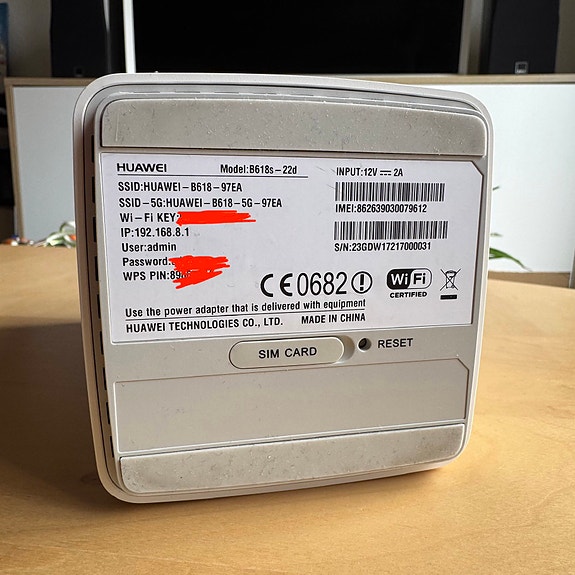 HUAWEI Model:B618s-22d
SSID:HUAWEI-B618-97EA
SSID-5G:HUAWEI-B618-5G-97EA
Wi-Fi KEY:
IP:192.168.8.1
User:admin
Password:
WPS PIN:
INPUT:12V ⎓ 2A
IMEI:862639030079612
S/N:23GDW17217000031
CE0682
Wi Fi
CERTIFIED
Use the power adapter that is delivered with equipment
HUAWEI TECHNOLOGIES CO., LTD. MADE IN CHINA
SIM CARD
RESET